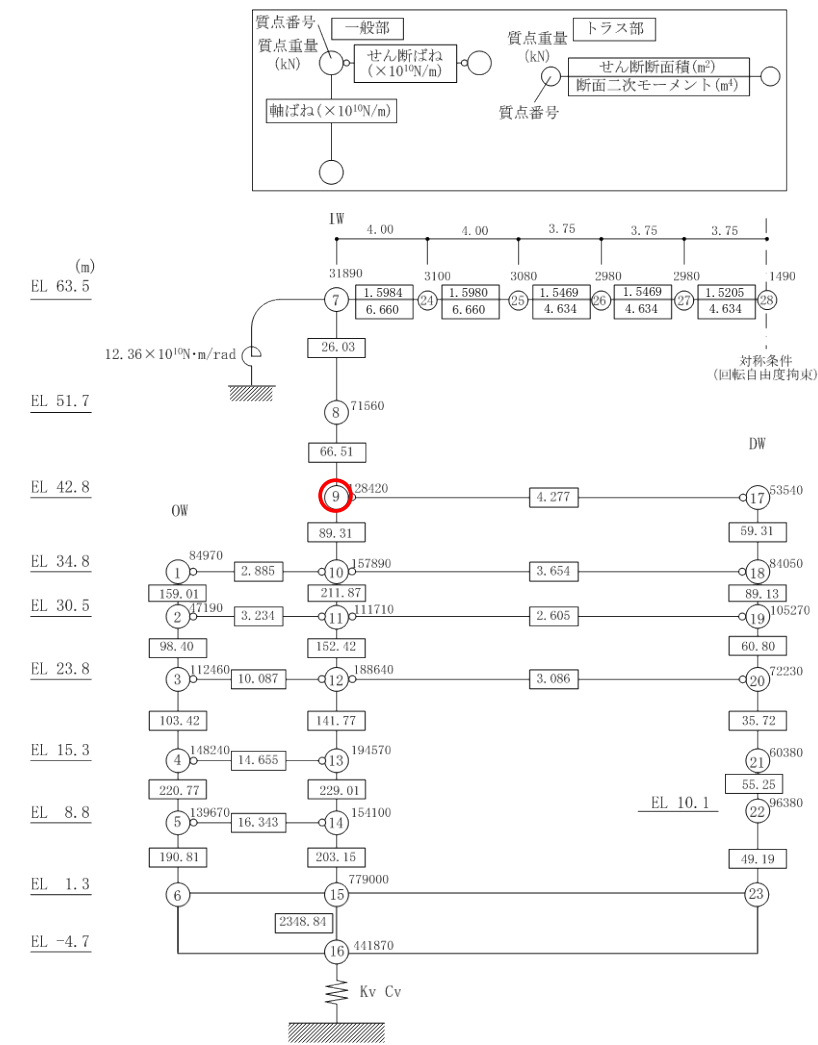 質点番号
一般部
質点重量
(kN)
せん断ばね
(×10¹⁰N/m)
軸ばね(×10¹⁰N/m)
トラス部
質点重量
(kN)
せん断断面積(m²)
断面二次モーメント(m⁴)
質点番号
IW
4.00 4.00 3.75 3.75 3.75
(m)
31890 3100 3080 2980 2980 1490
EL 63.5
7 24 25 26 27 28
1.5984 1.5980 1.5469 1.5469 1.5205
6.660 6.660 4.634 4.634 4.634
26.03
12.36×10¹⁰N·m/rad
対称条件
(回転自由度拘束)
EL 51.7
8 71560
66.51
DW
EL 42.8
9 128420 4.277 17 53540
OW
89.31 59.31
EL 34.8
1 84970 2.885 10 157890 3.654 18 84050
159.01 211.87 89.13
EL 30.5
2 47190 3.234 11 111710 2.605 19 105270
98.40 152.42 60.80
EL 23.8
3 112460 10.087 12 188640 3.086 20 72230
103.42 141.77 35.72
EL 15.3
4 148240 14.655 13 194570 21 60380
220.77 229.01 55.25
EL 10.1 22 96380
EL 8.8
5 139670 16.343 14 154100
190.81 203.15 49.19
EL 1.3
6 15 779000 23
2348.84
EL -4.7
16 441870
Kv Cv